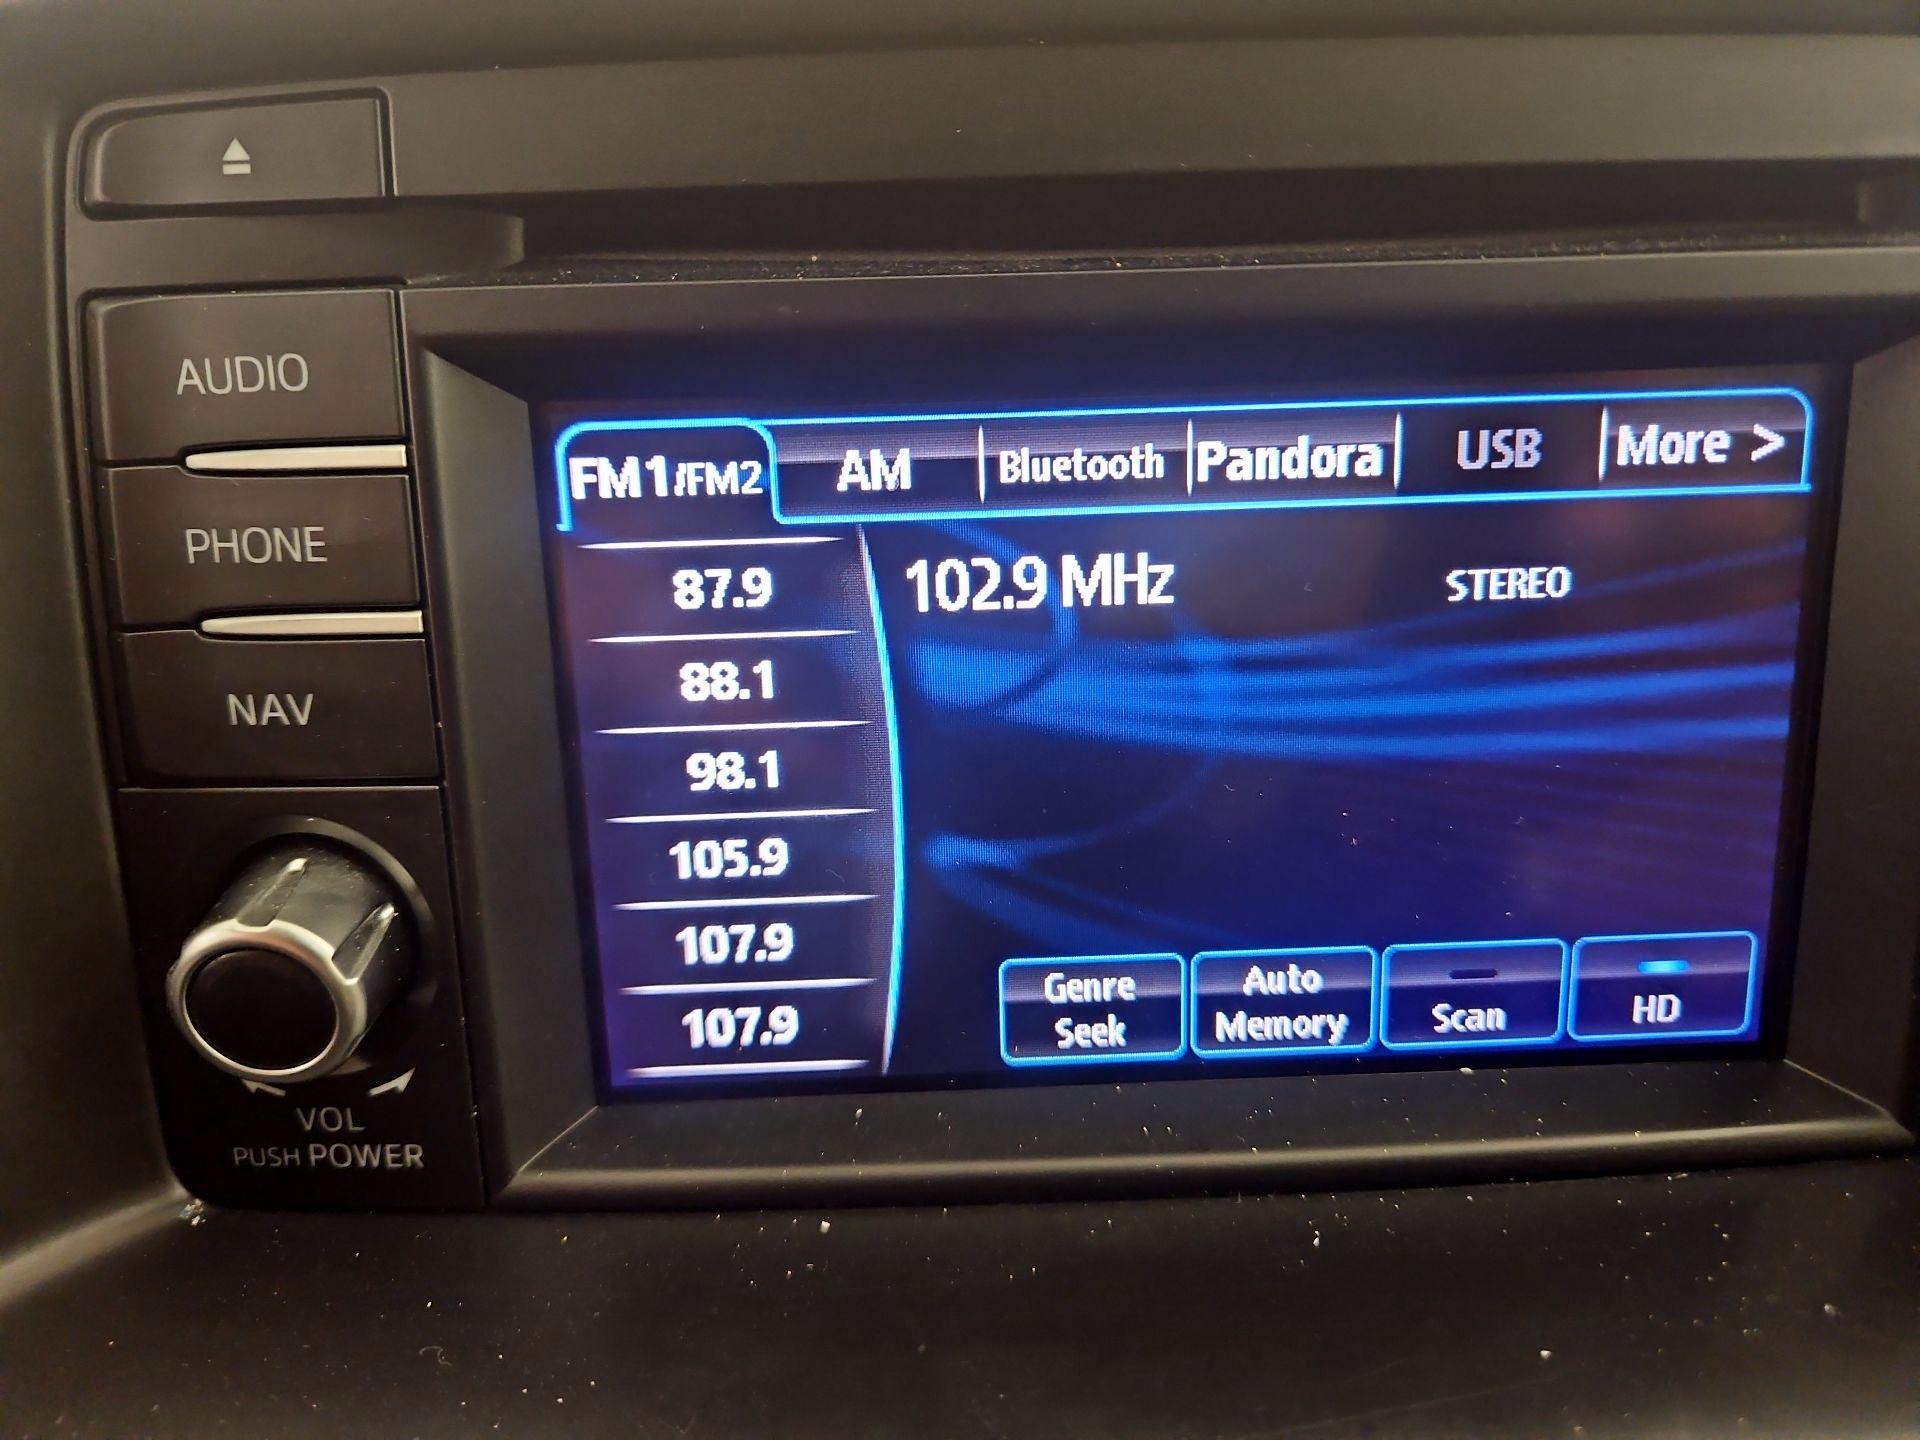 AUDIO
PHONE
NAV
VOL
PUSH POWER
FM1/FM2 AM Bluetooth Pandora USB More >
87.9
88.1
98.1
105.9
107.9
107.9
102.9 MHz STEREO
Genre
Seek
Auto
Memory
Scan
HD